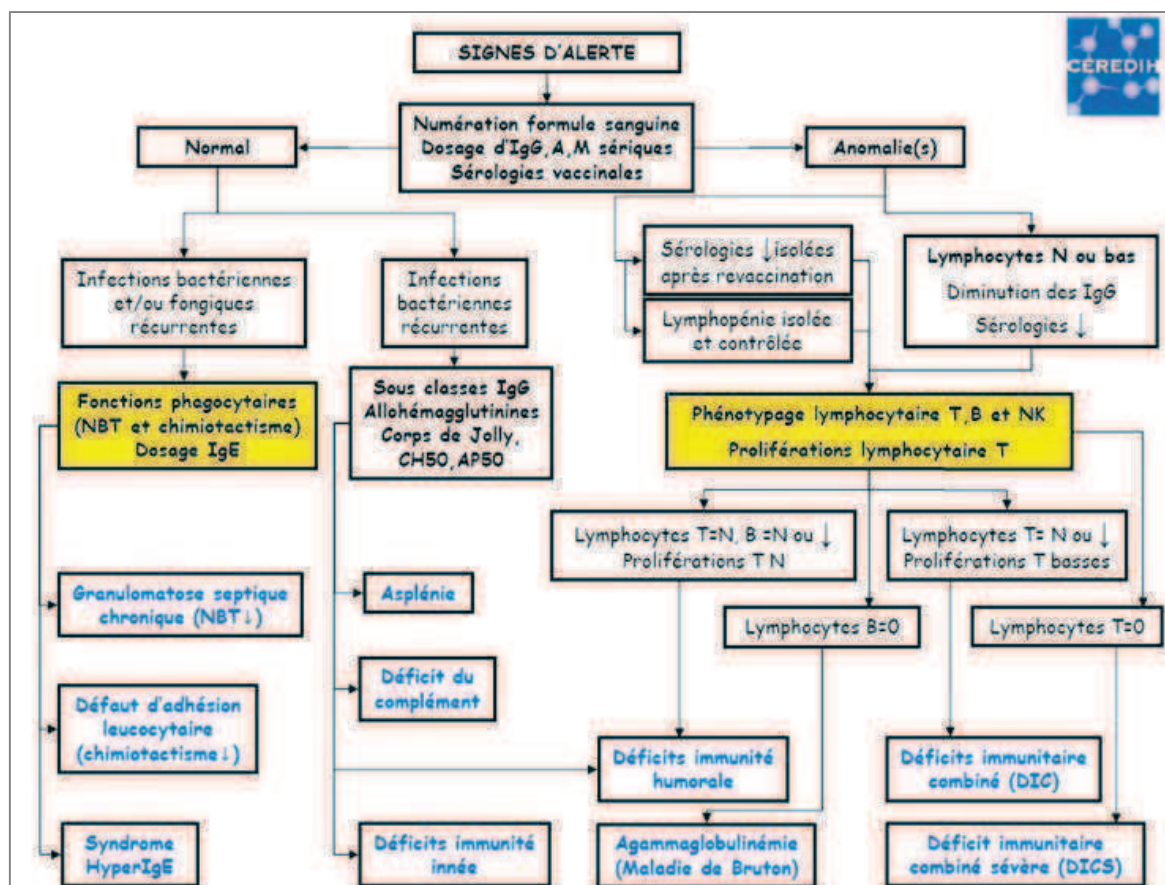 SIGNES D'ALERTE
CEREDIH
Numération formule sanguine
Dosage d'IgG,A,M sériques
Sérologies vaccinales
Normal
Anomalie(s)
Infections bactériennes
et/ou fongiques
récurrentes
Infections
bactériennes
récurrentes
Sérologies ↓isolées
après revaccination
Lymphopénie isolée
et contrôlée
Lymphocytes N ou bas
Diminution des IgG
Sérologies ↓
Fonctions phagocytaires
(NBT et chimiotactisme)
Dosage IgE
Sous classes IgG
Allohémagglutinines
Corps de Jolly,
CH50,AP50
Phénotypage lymphocytaire T,B et NK
Proliférations lymphocytaire T
Lymphocytes T=N, B =N ou ↓
Proliférations T N
Lymphocytes T= N ou ↓
Proliférations T basses
Granulomatose septique
chronique (NBT↓)
Asplénie
Lymphocytes B=0
Lymphocytes T=0
Défaut d'adhésion
leucocytaire
(chimiotactisme↓)
Déficit du
complément
Déficits immunité
humorale
Déficits immunitaire
combiné (DIC)
Syndrome
HyperIgE
Déficits immunité
innée
Agammaglobulinémie
(Maladie de Bruton)
Déficit immunitaire
combiné sévère (DICS)